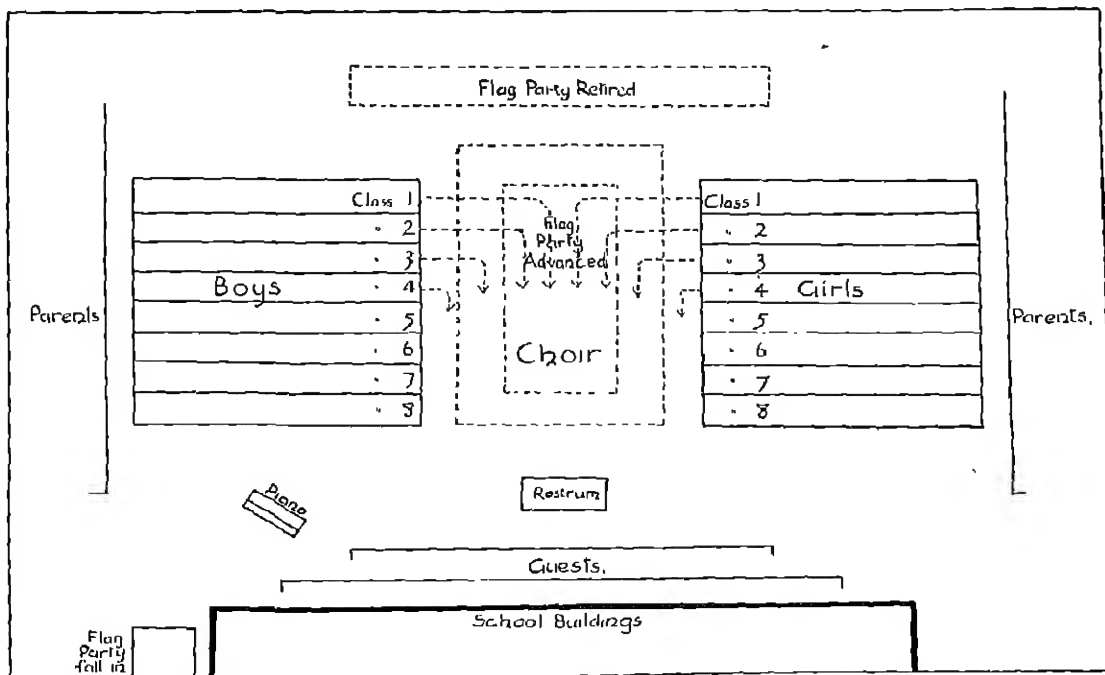 Flag Party Retired
Class 1
" 2
" 3
" 4
" 5
" 6
" 7
" 8
Boys
Parents
Flag
Party
Advanced
Choir
Class 1
" 2
" 3
" 4
" 5
" 6
" 7
" 8
Girls
Parents.
Piano
Rostrum
Guests.
School Buildings
Flag
Party
fall in